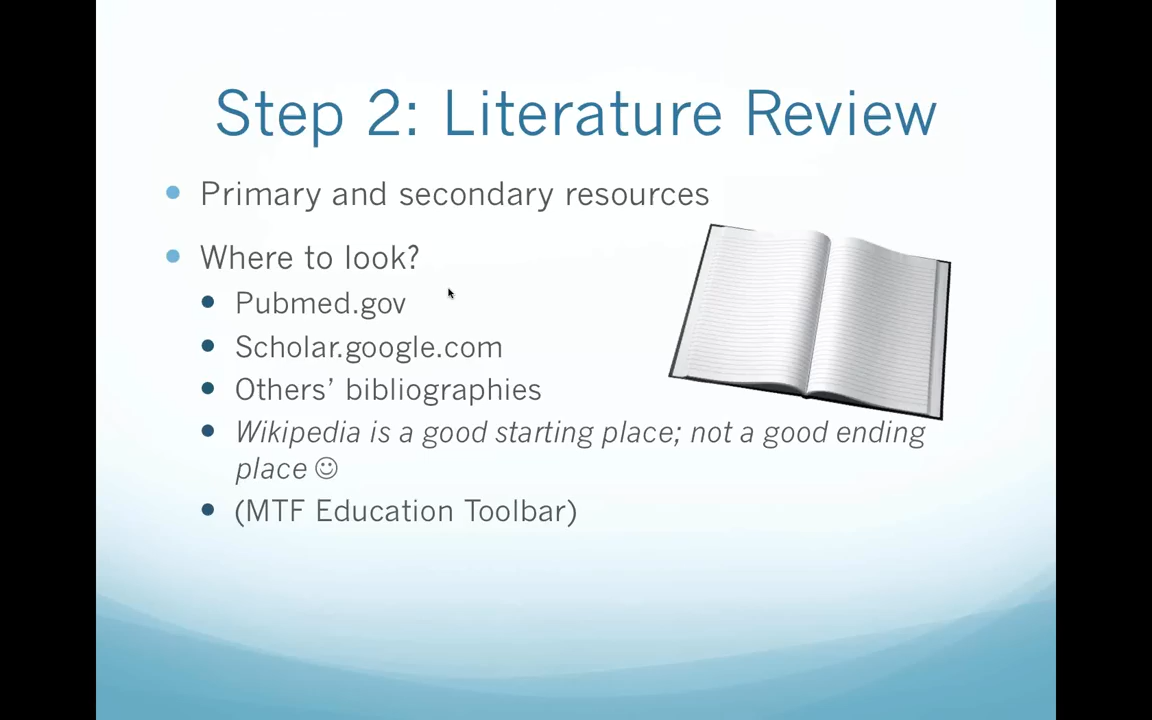 Step 2: Literature Review
Primary and secondary resources
Where to look?
Pubmed.gov
Scholar.google.com
Others’ bibliographies
Wikipedia is a good starting place; not a good ending
place ☺
(MTF Education Toolbar)